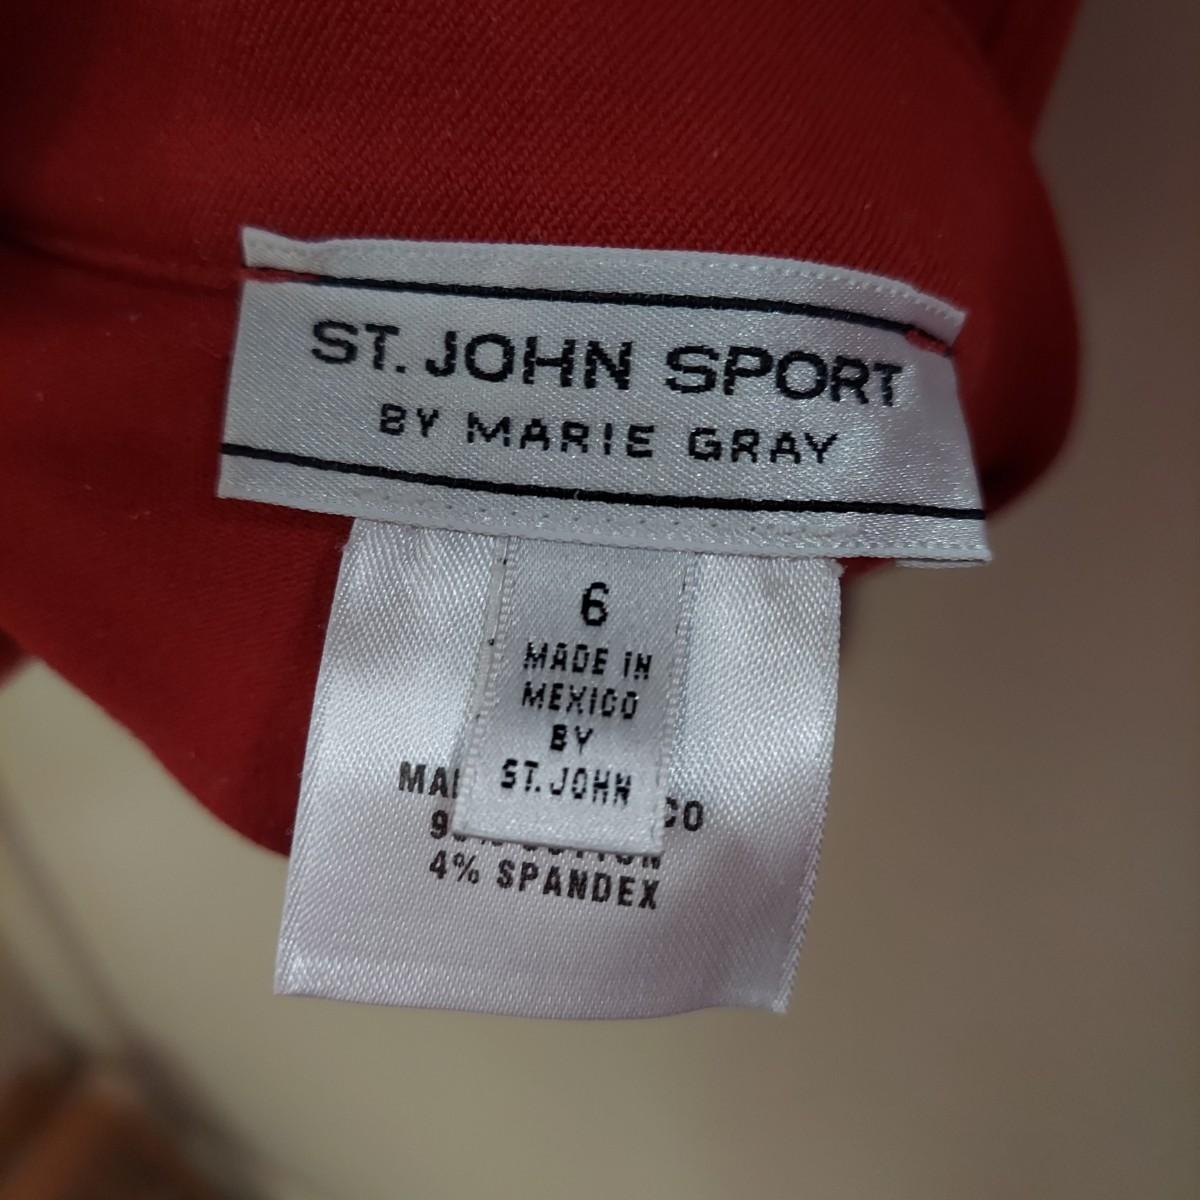 ST. JOHN SPORT
BY MARIE GRAY
6
MADE IN
MEXICO
BY
ST. JOHN
4% SPANDEX